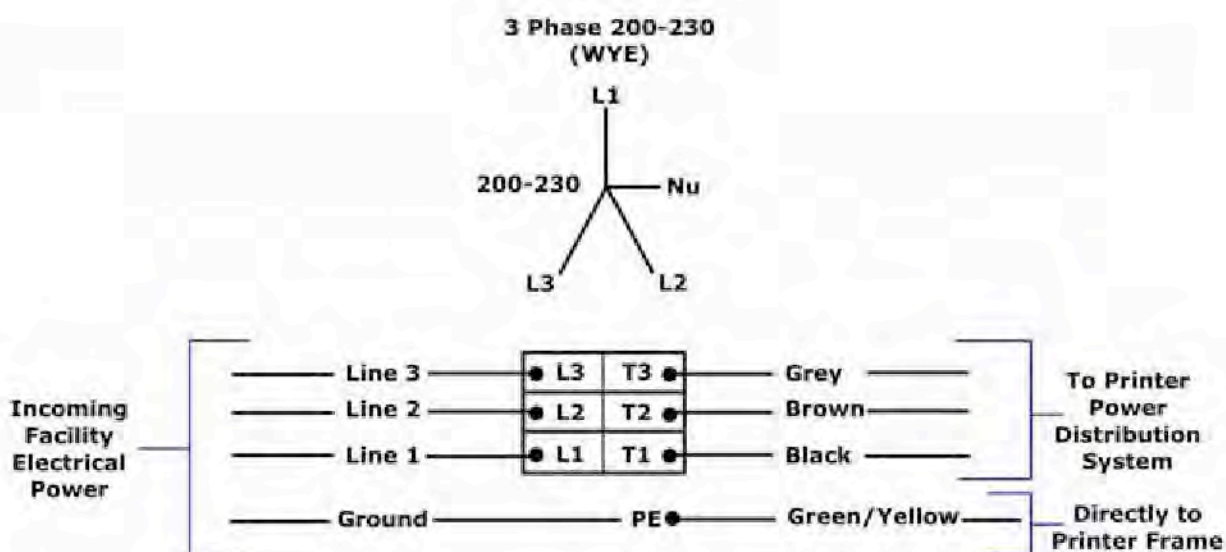 3 Phase 200-230
(WYE)
L1
200-230
Nu
L3
L2
Incoming
Facility
Electrical
Power
Line 3
L3
T3
Grey
Line 2
L2
T2
Brown
Line 1
L1
T1
Black
Ground
PE
Green/Yellow
To Printer
Power
Distribution
System
Directly to
Printer Frame